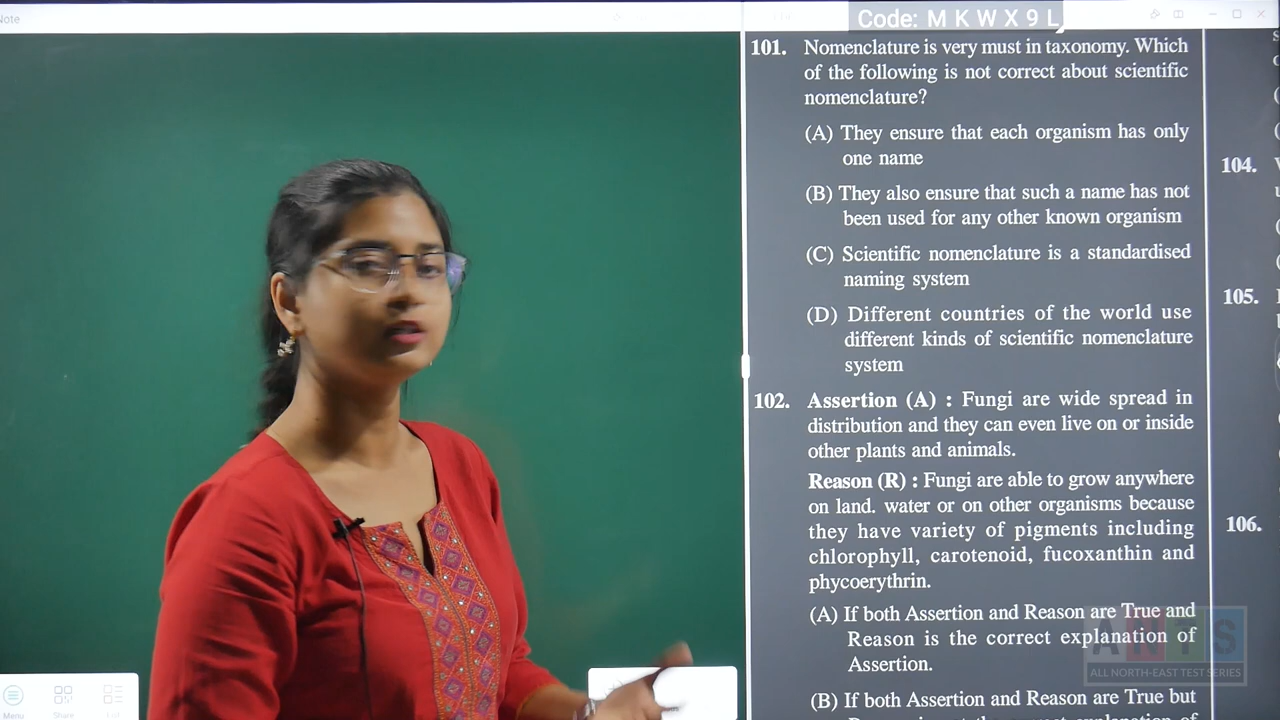 Note
Code: M K W X 9 L
101. Nomenclature is very must in taxonomy. Which
of the following is not correct about scientific
nomenclature?
(A) They ensure that each organism has only
one name
(B) They also ensure that such a name has not
been used for any other known organism
(C) Scientific nomenclature is a standardised
naming system
(D) Different countries of the world use
different kinds of scientific nomenclature
system
102. Assertion (A) : Fungi are wide spread in
distribution and they can even live on or inside
other plants and animals.
Reason (R) : Fungi are able to grow anywhere
on land. water or on other organisms because
they have variety of pigments including
chlorophyll, carotenoid, fucoxanthin and
phycoerythrin.
(A) If both Assertion and Reason are True and
Reason is the correct explanation of
Assertion.
(B) If both Assertion and Reason are True but
104.
105.
106.
ANTS
ALL NORTH-EAST TEST SERIES
Menu
Share